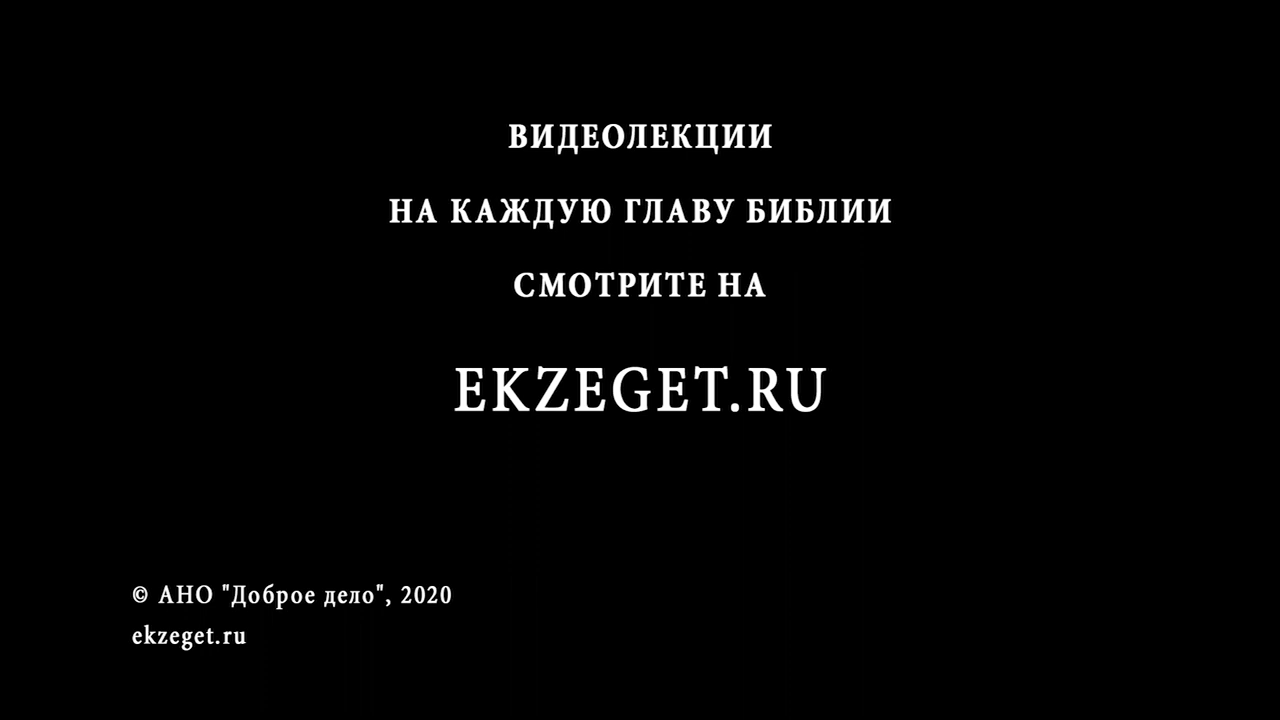 ВИДЕОЛЕКЦИИ
НА КАЖДУЮ ГЛАВУ БИБЛИИ
СМОТРИТЕ НА
EKZEGET.RU
© АНО "Доброе дело", 2020
ekzeget.ru